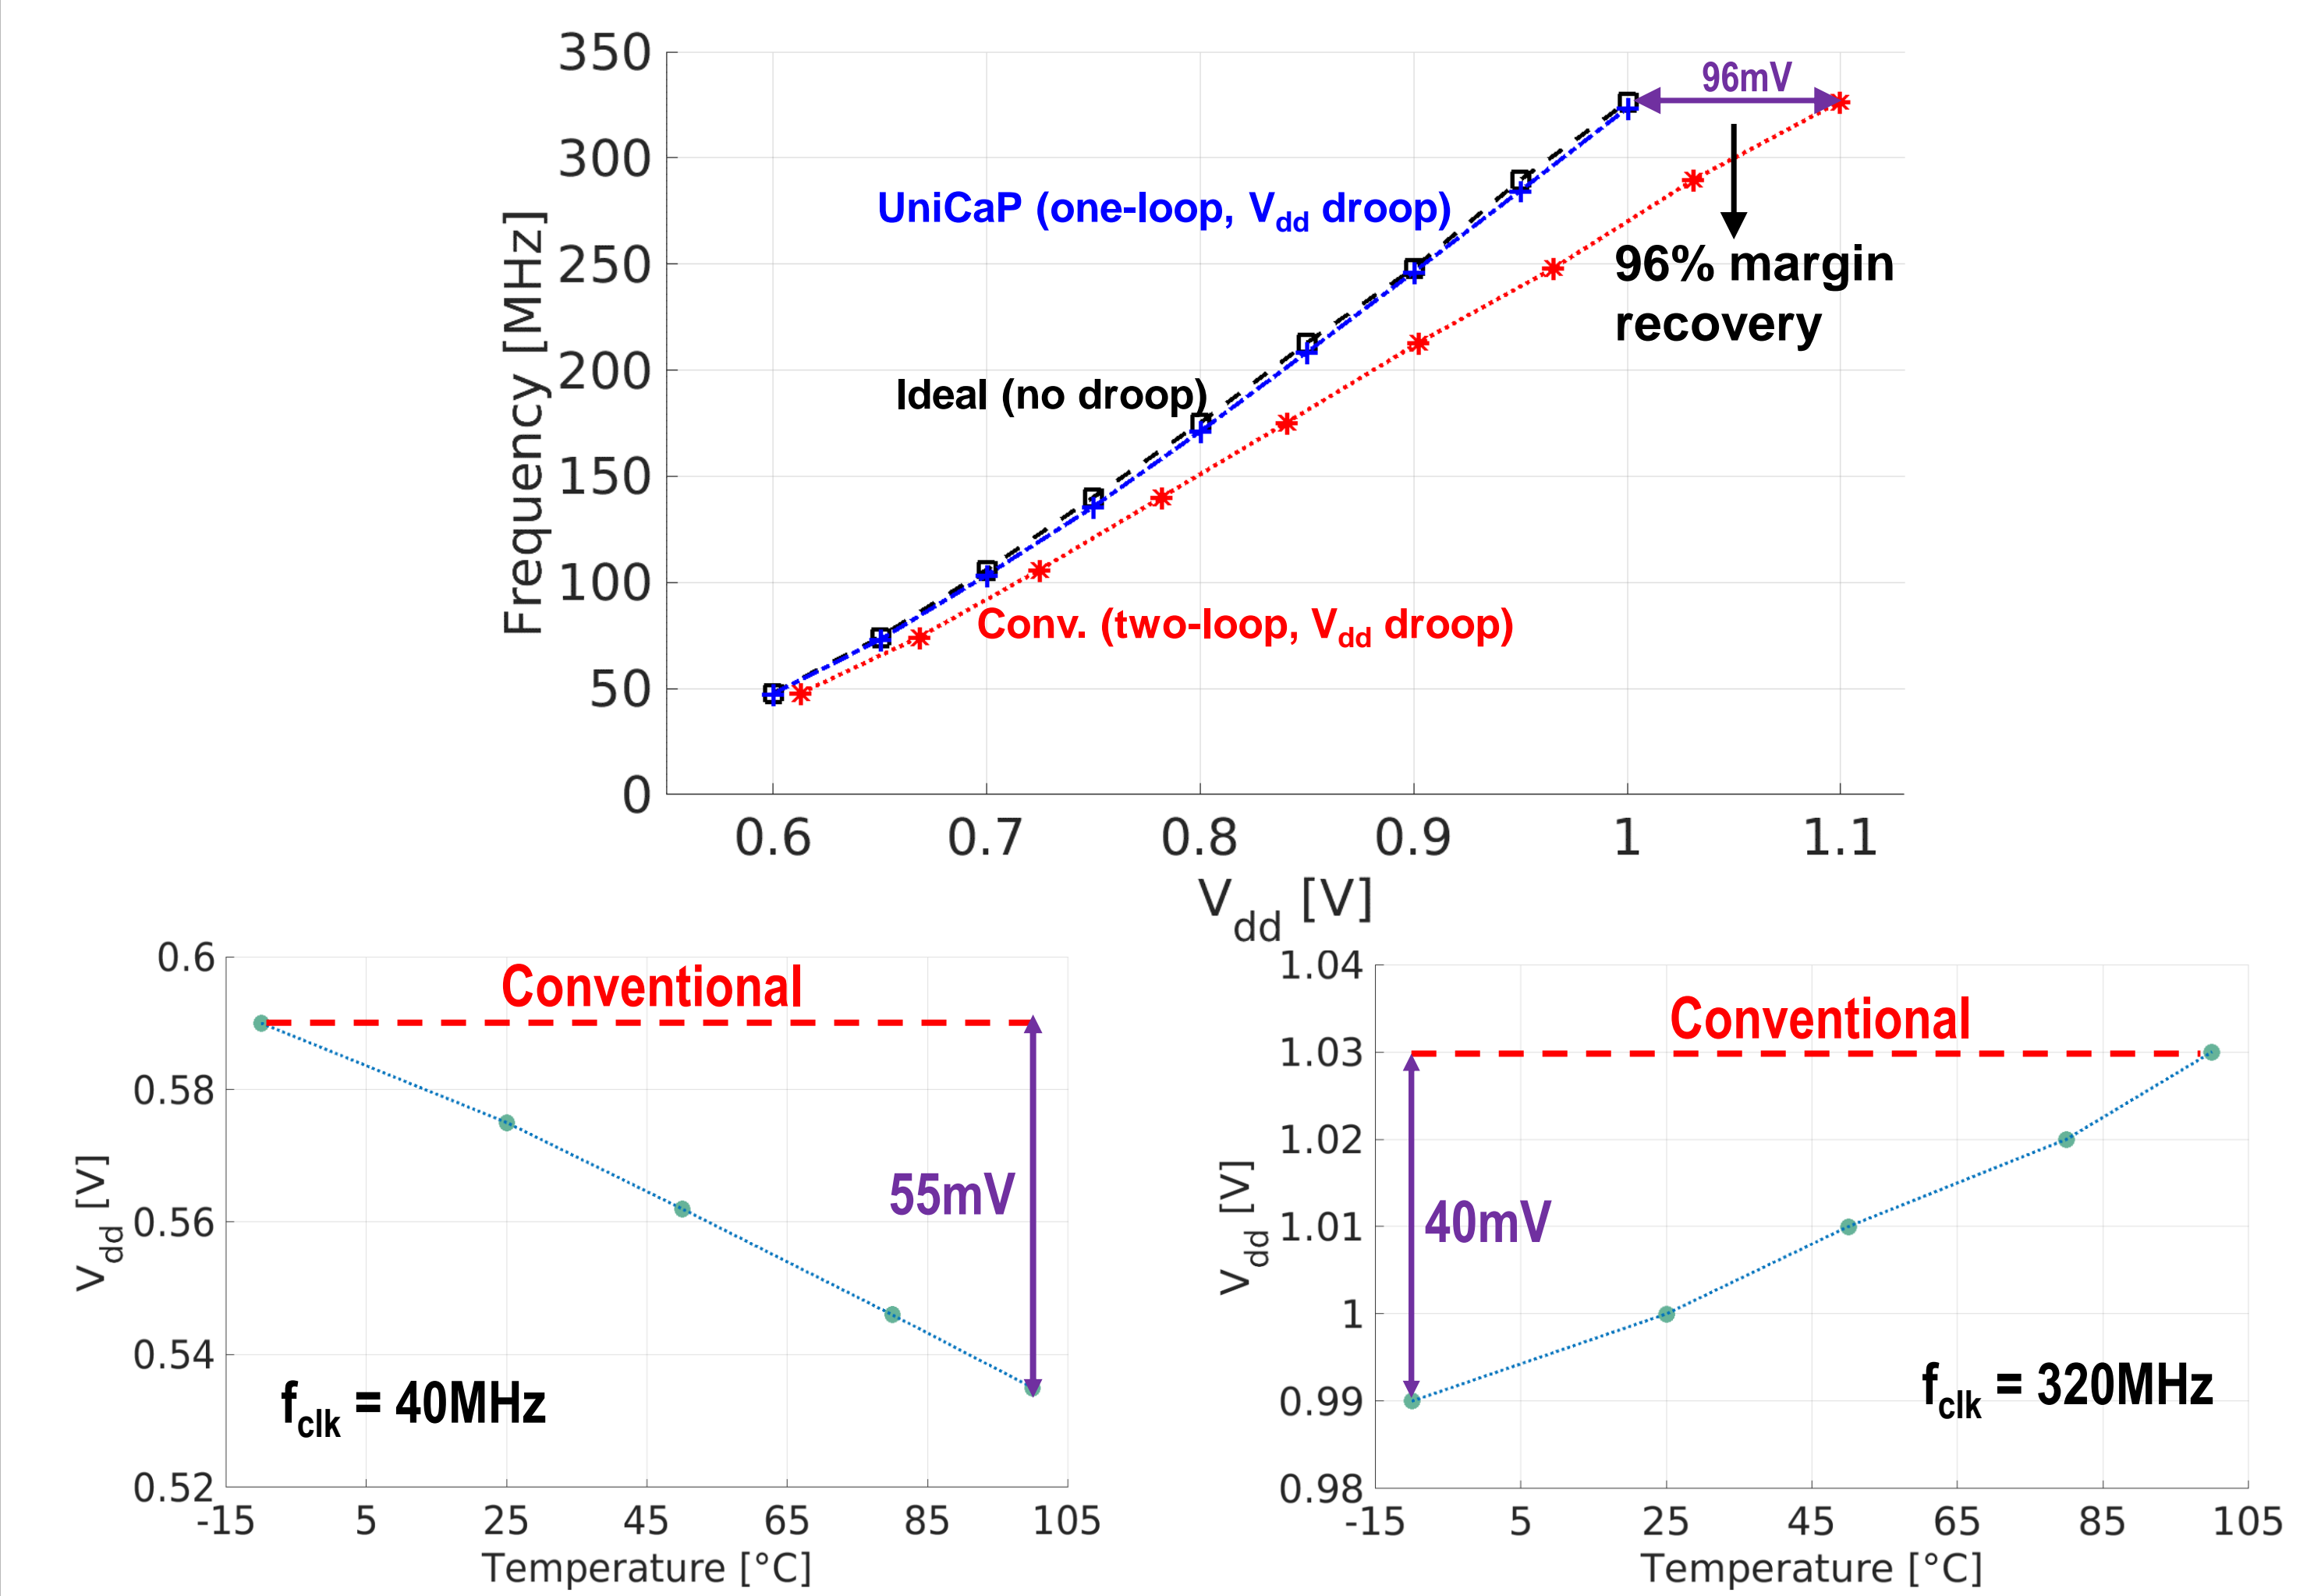 350
300
250
200
150
100
50
0
Frequency [MHz]
96mV
UniCaP (one-loop, Vdd droop)
96% margin
recovery
Ideal (no droop)
Conv. (two-loop, Vdd droop)
0.6 0.7 0.8 0.9 1 1.1
Vdd [V]
0.6
0.58
0.56
0.54
0.52
Vdd [V]
Conventional
55mV
fclk = 40MHz
-15 5 25 45 65 85 105
Temperature [°C]
1.04
1.03
1.02
1.01
1
0.99
0.98
Vdd [V]
Conventional
40mV
fclk = 320MHz
-15 5 25 45 65 85 105
Temperature [°C]